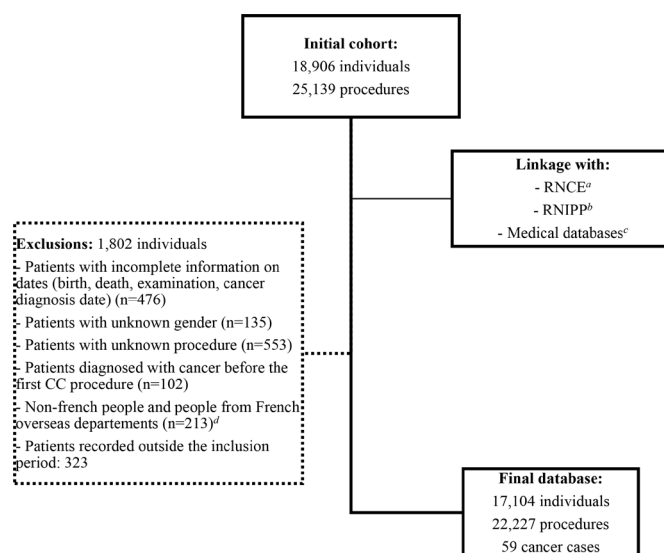 Initial cohort:
18,906 individuals
25,139 procedures
Linkage with:
- RNCEa
- RNIPPb
- Medical databasesc
Exclusions: 1,802 individuals
- Patients with incomplete information on
dates (birth, death, examination, cancer
diagnosis date) (n=476)
- Patients with unknown gender (n=135)
- Patients with unknown procedure (n=553)
- Patients diagnosed with cancer before the
first CC procedure (n=102)
- Non-french people and people from French
overseas departements (n=213)d
- Patients recorded outside the inclusion
period: 323
Final database:
17,104 individuals
22,227 procedures
59 cancer cases